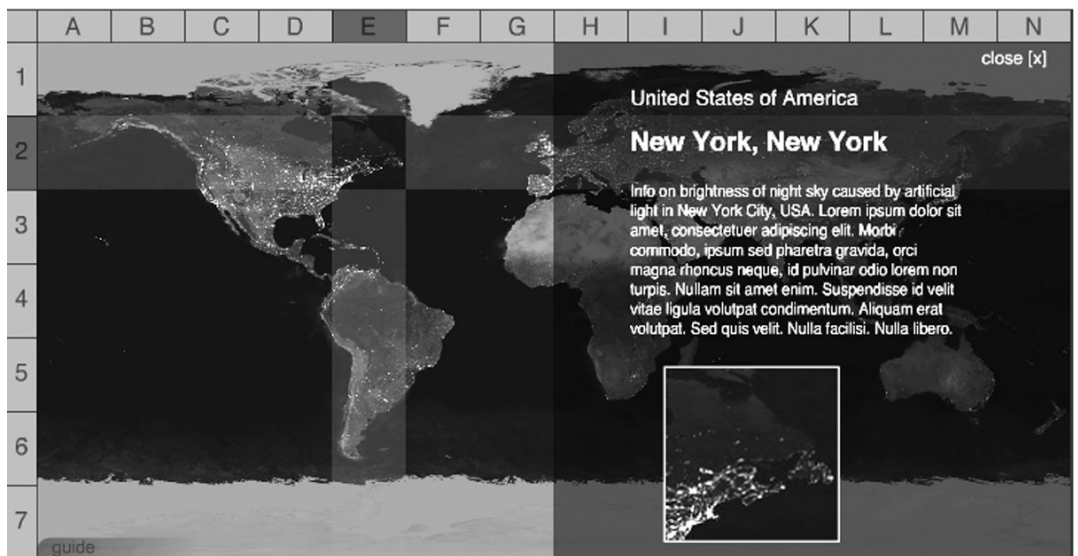 A B C D E F G H I J K L M N
1
close [x]
United States of America
2
New York, New York
Info on brightness of night sky caused by artificial
light in New York City, USA. Lorem ipsum dolor sit
3
amet, consectetuer adipiscing elit. Morbi
commodo, ipsum sed pharetra gravida, orci
magna rhoncus neque, id pulvinar odio lorem non
4
turpis. Nullam sit amet enim. Suspendisse id velit
vitae ligula volutpat condimentum. Aliquam erat
volutpat. Sed quis velit. Nulla facilisi. Nulla libero.
5
6
7
guide